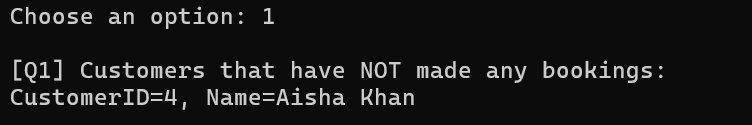 Choose an option: 1
[Q1] Customers that have NOT made any bookings:
CustomerID=4, Name=Aisha Khan